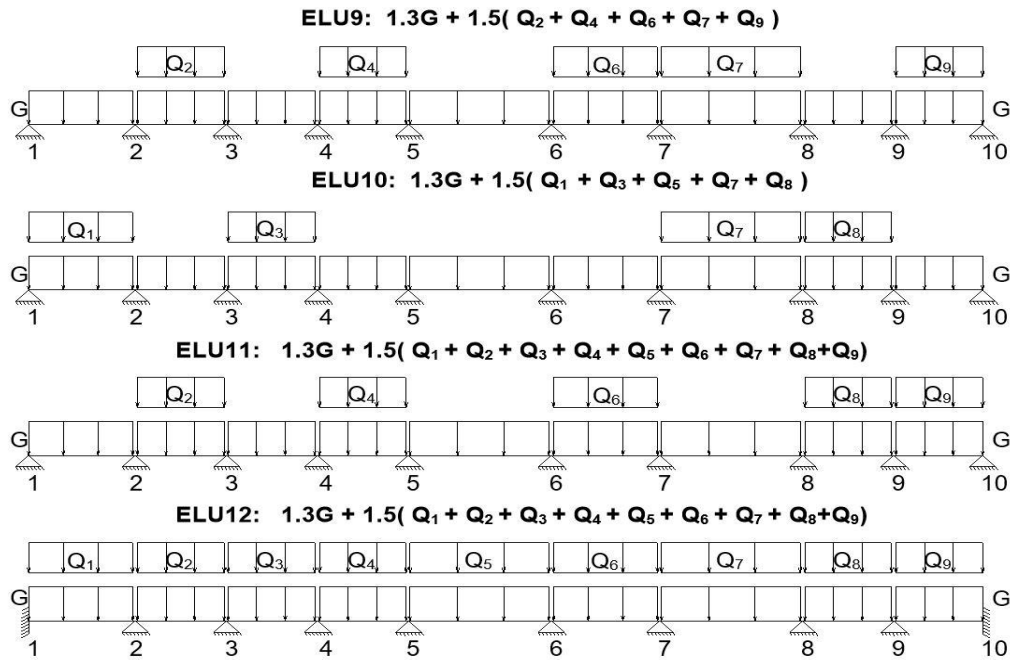 ELU9: 1.3G + 1.5( Q₂ + Q₄ + Q₆ + Q₇ + Q₉ )
Q₂ Q₄ Q₆ Q₇ Q₉
G G
1 2 3 4 5 6 7 8 9 10
ELU10: 1.3G + 1.5( Q₁ + Q₃ + Q₅ + Q₇ + Q₈ )
Q₁ Q₃ Q₇ Q₈
G G
1 2 3 4 5 6 7 8 9 10
ELU11: 1.3G + 1.5( Q₁ + Q₂ + Q₃ + Q₄ + Q₅ + Q₆ + Q₇ + Q₈+Q₉)
Q₂ Q₄ Q₆ Q₈ Q₉
G G
1 2 3 4 5 6 7 8 9 10
ELU12: 1.3G + 1.5( Q₁ + Q₂ + Q₃ + Q₄ + Q₅ + Q₆ + Q₇ + Q₈+Q₉)
Q₁ Q₂ Q₃ Q₄ Q₅ Q₆ Q₇ Q₈ Q₉
G G
1 2 3 4 5 6 7 8 9 10